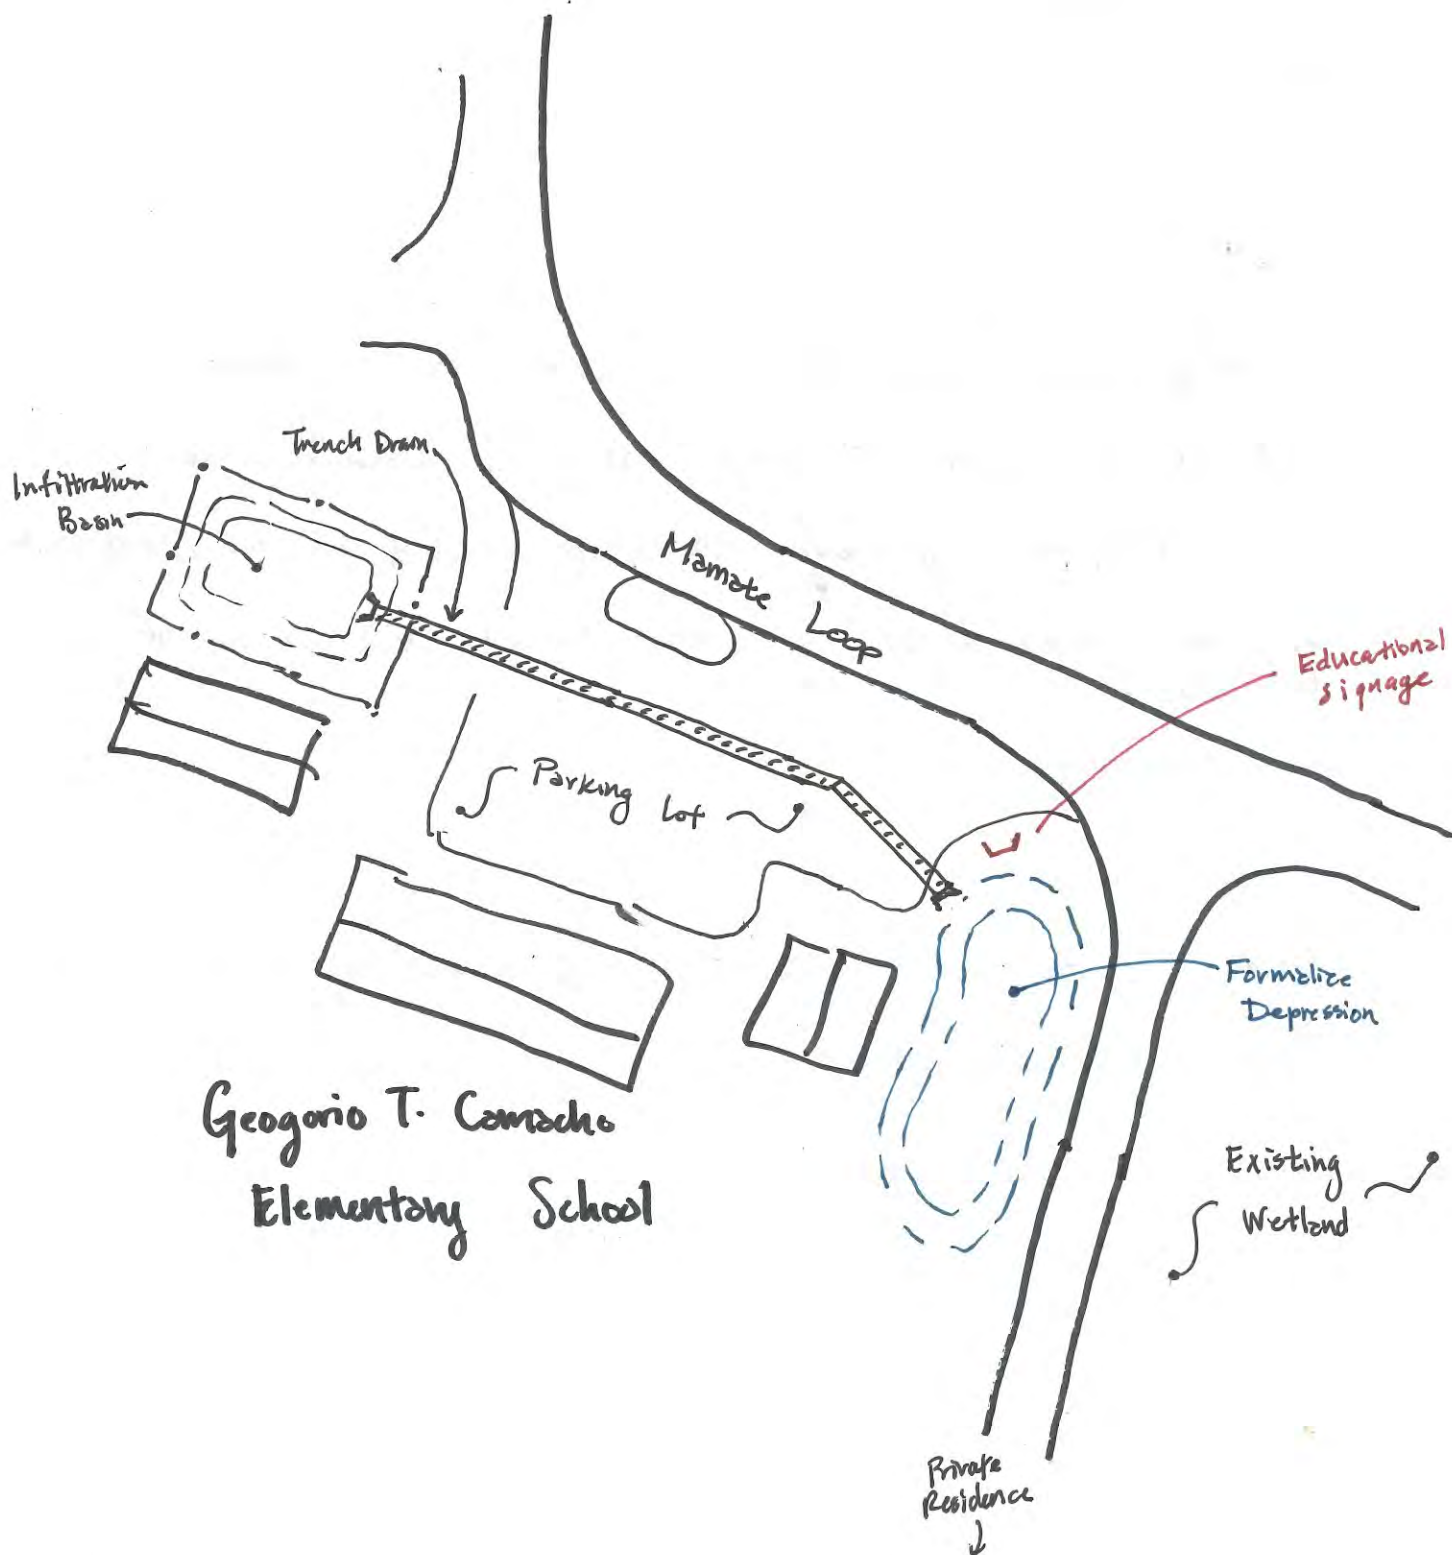 Trench Drain
Infiltration
Basin
Mamate Loop
Educational
signage
Parking Lot
Formalize
Depression
Geogorio T. Camacho
Elementary School
Existing
Wetland
Private
Residence